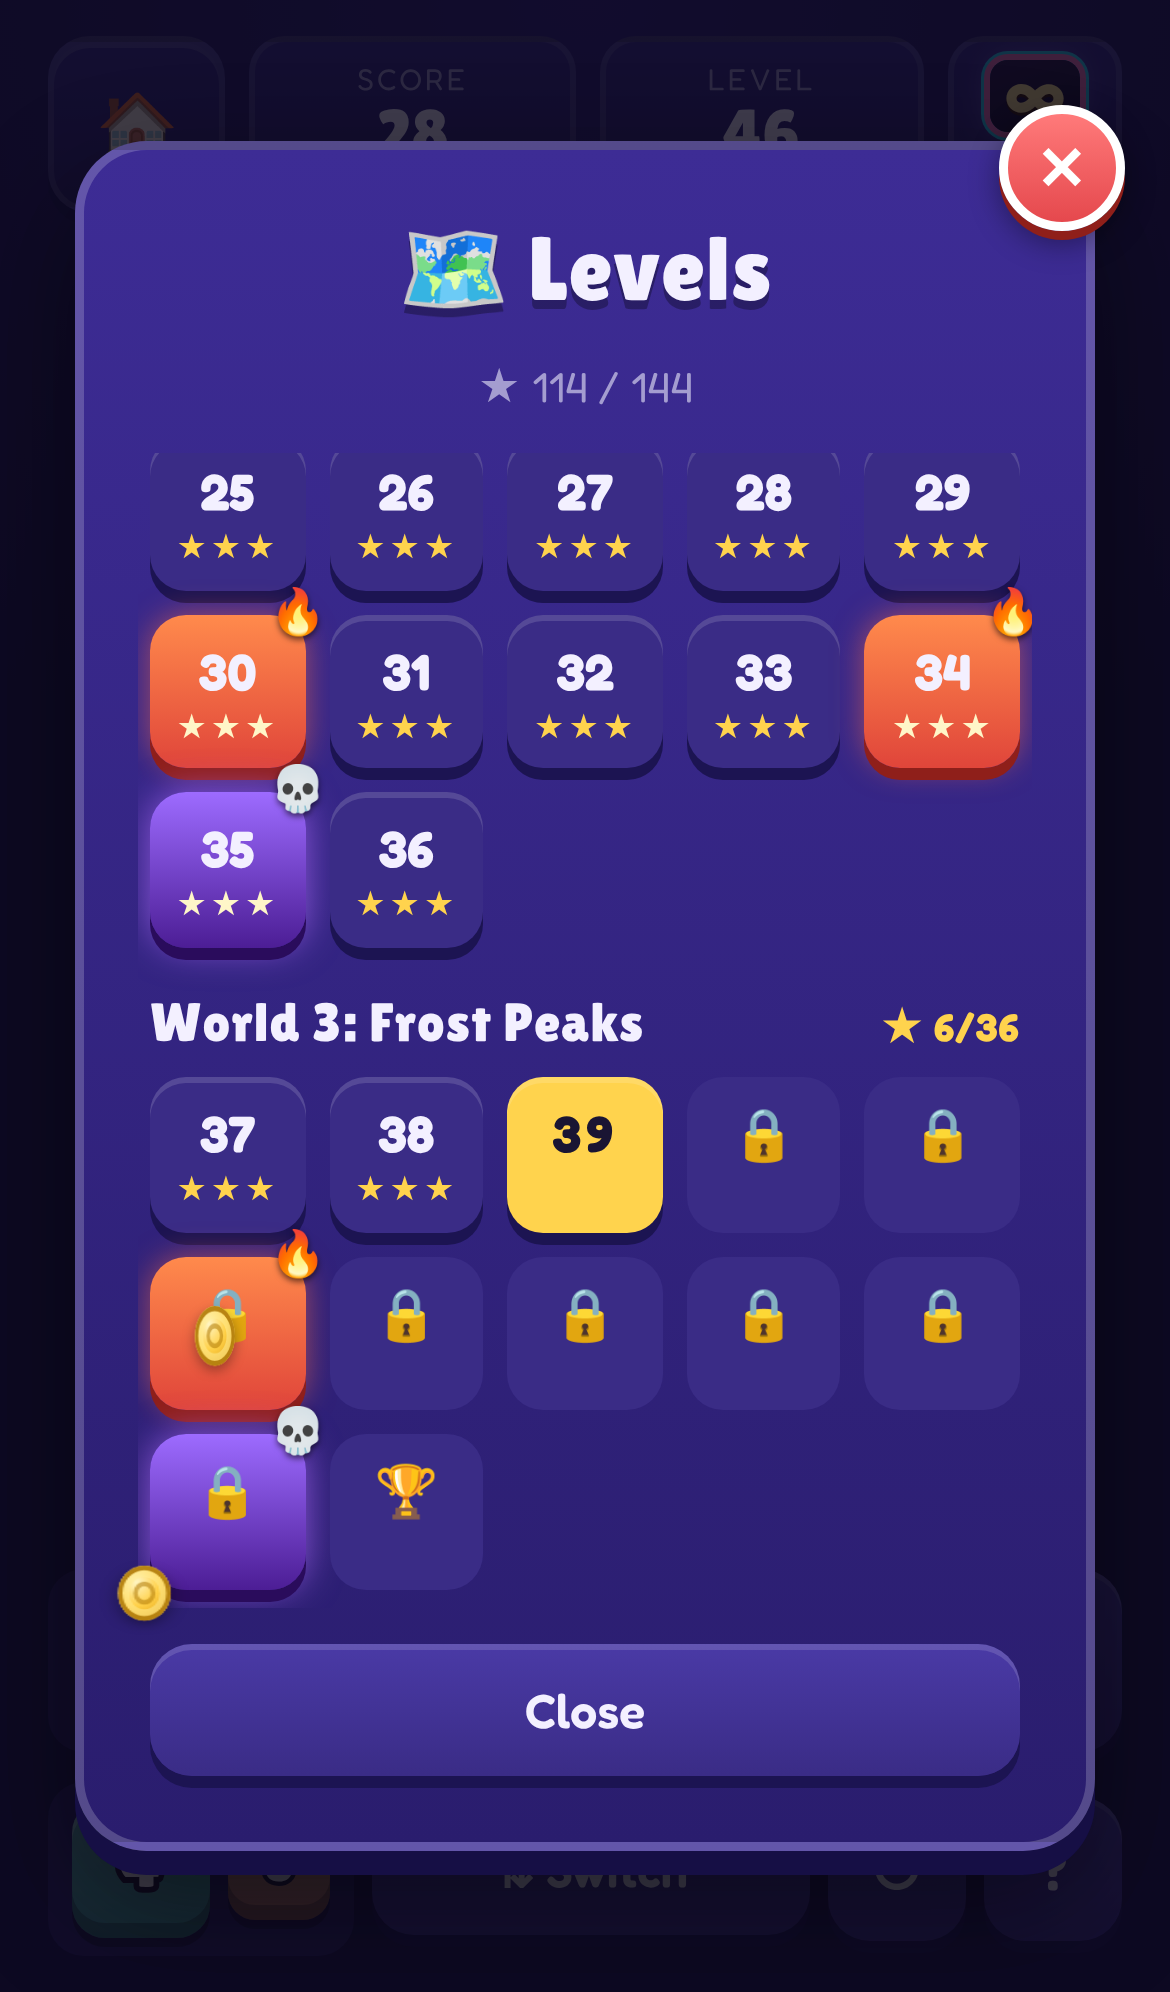 SCORE
LEVEL
28
46
Levels
★ 114 / 144
25 26 27 28 29
30 31 32 33 34
35 36
World 3: Frost Peaks ★ 6/36
37 38 39
Close
Switch
?